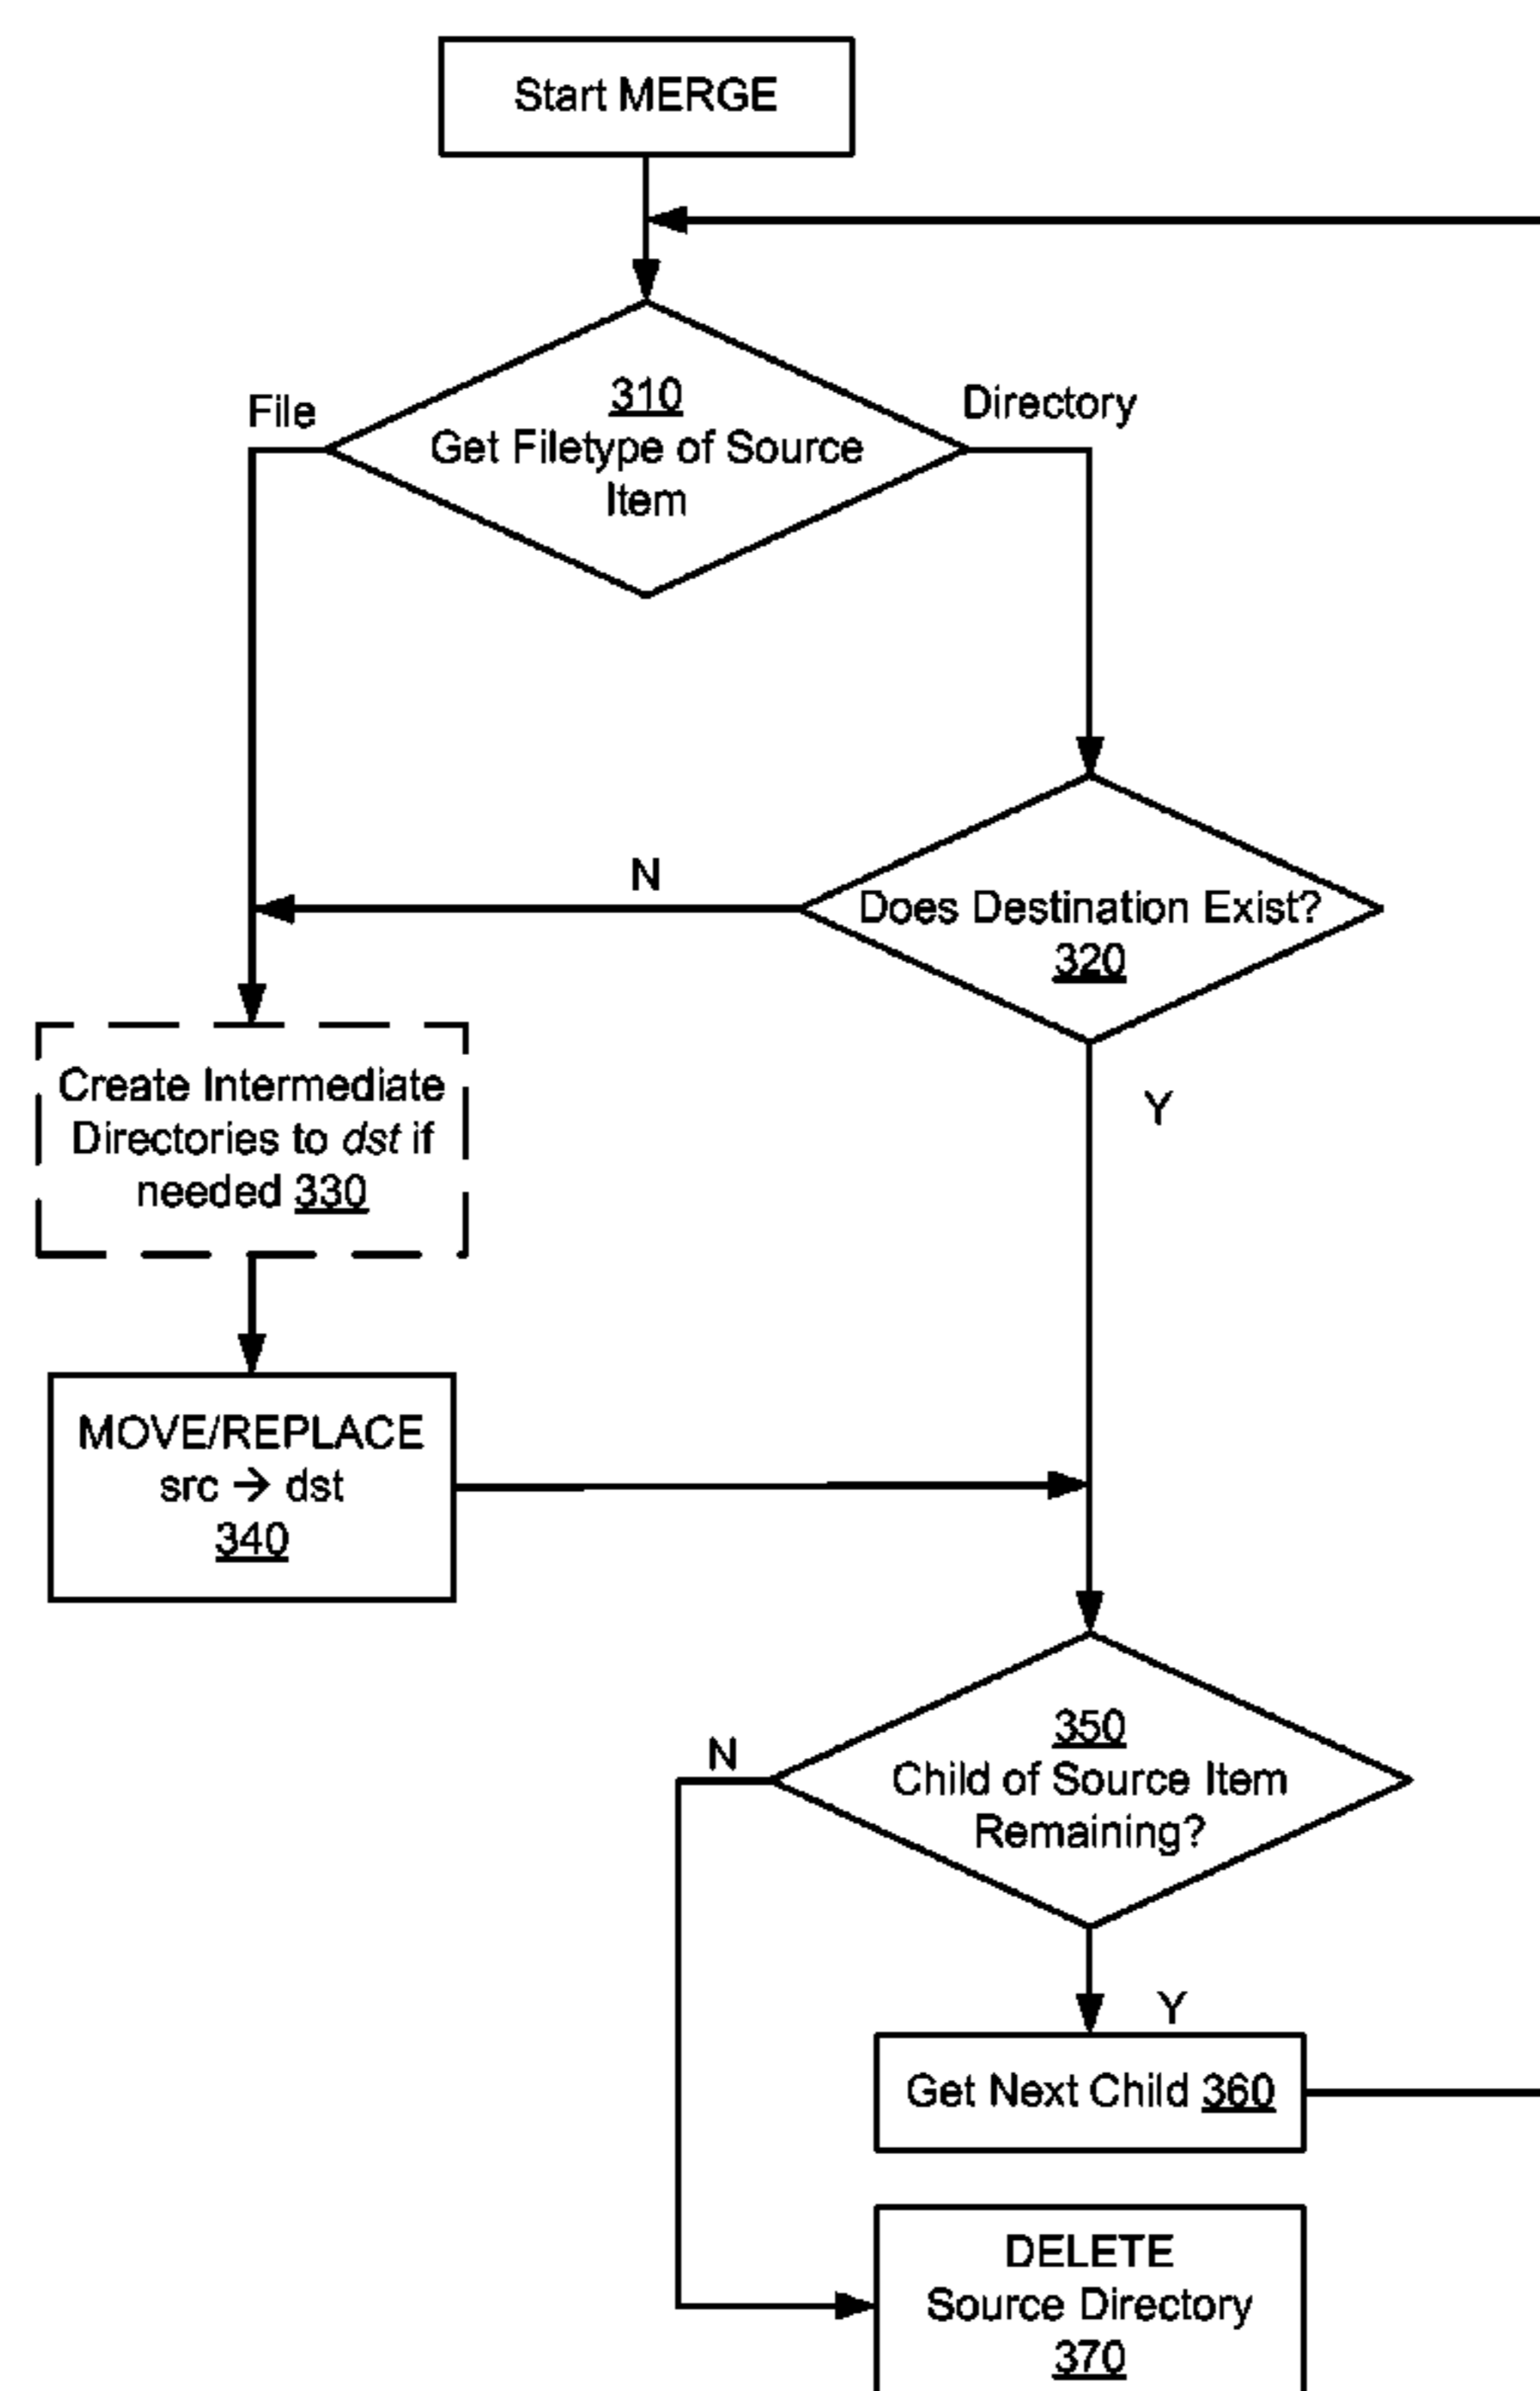 Start MERGE
File
310
Get Filetype of Source
Item
Directory
N
Does Destination Exist?
320
Y
Create Intermediate
Directories to dst if
needed 330
MOVE/REPLACE
src → dst
340
N
350
Child of Source Item
Remaining?
Y
Get Next Child 360
DELETE
Source Directory
370